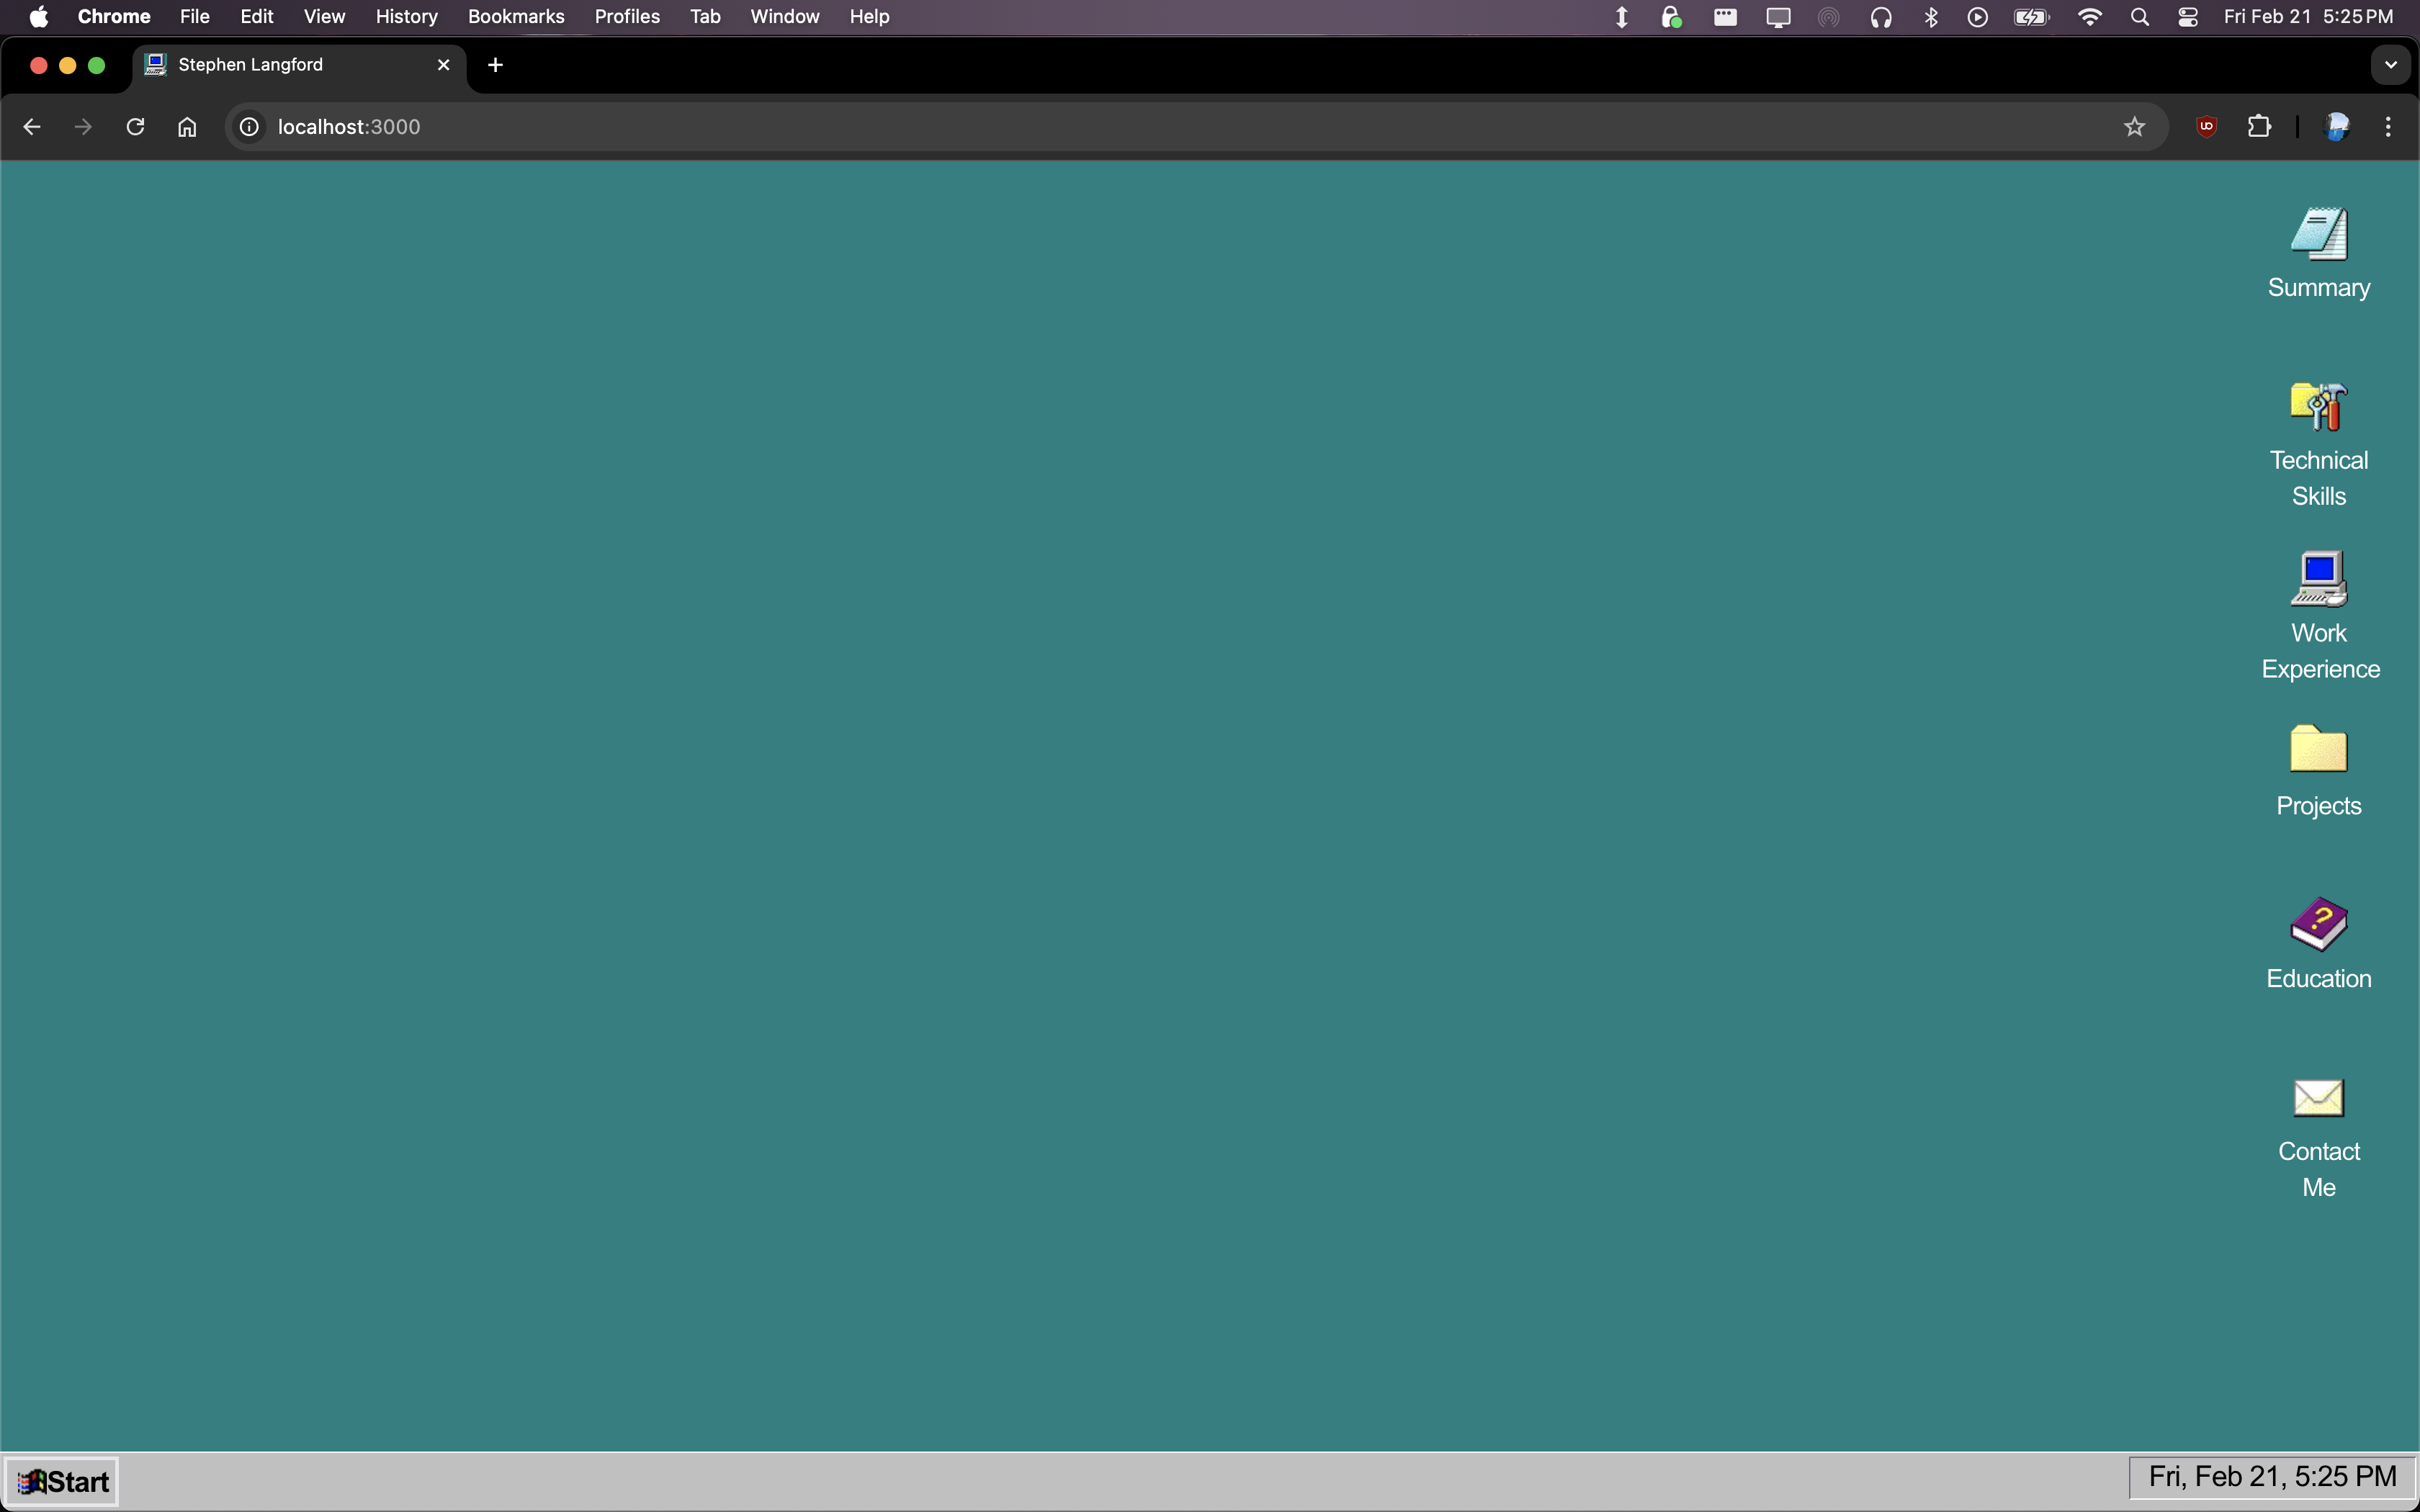 Chrome File Edit View History Bookmarks Profiles Tab Window Help Fri Feb 21 5:25 PM
Stephen Langford
localhost:3000
UO
Summary
Technical
Skills
Work
Experience
Projects
?
Education
Contact
Me
Start
Fri, Feb 21, 5:25 PM